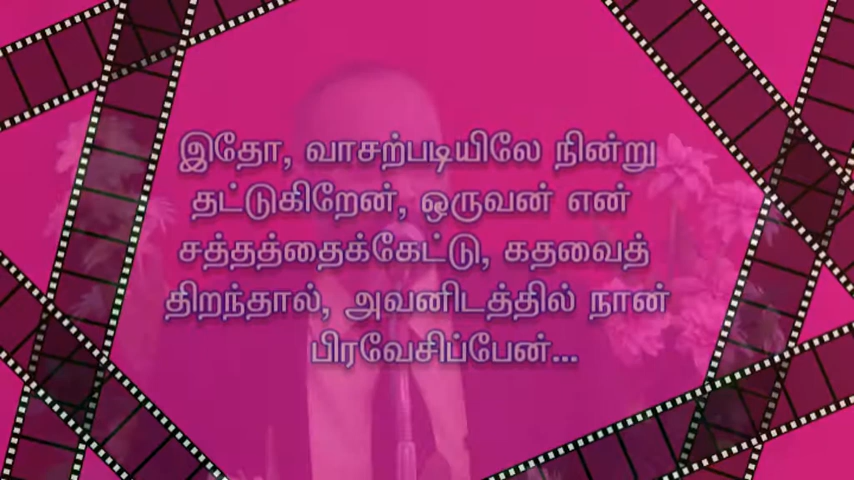 இதோ, வாசற்படியிலே நின்று
தட்டுகிறேன், ஒருவன் என்
சத்தத்தைக்கேட்டு, கதவைத்
திறந்தால், அவனிடத்தில் நான்
பிரவேசிப்பேன்...